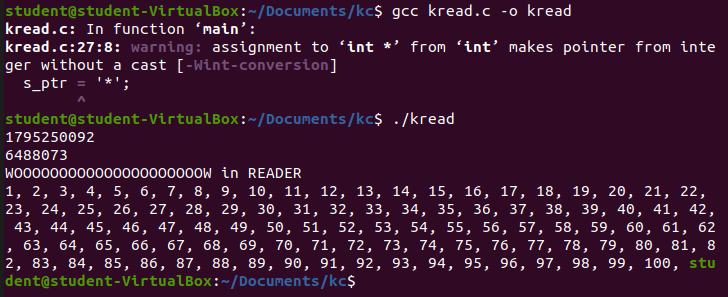 student@student-VirtualBox:~/Documents/kc$ gcc kread.c -o kread
kread.c: In function ‘main’:
kread.c:27:8: warning: assignment to ‘int *’ from ‘int’ makes pointer from inte
ger without a cast [-Wint-conversion]
  s_ptr = '*';
        ^
student@student-VirtualBox:~/Documents/kc$ ./kread
1795250092
6488073
WOOOOOOOOOOOOOOOOOOOOOW in READER
1, 2, 3, 4, 5, 6, 7, 8, 9, 10, 11, 12, 13, 14, 15, 16, 17, 18, 19, 20, 21, 22,
23, 24, 25, 26, 27, 28, 29, 30, 31, 32, 33, 34, 35, 36, 37, 38, 39, 40, 41, 42,
 43, 44, 45, 46, 47, 48, 49, 50, 51, 52, 53, 54, 55, 56, 57, 58, 59, 60, 61, 62
, 63, 64, 65, 66, 67, 68, 69, 70, 71, 72, 73, 74, 75, 76, 77, 78, 79, 80, 81, 8
2, 83, 84, 85, 86, 87, 88, 89, 90, 91, 92, 93, 94, 95, 96, 97, 98, 99, 100, stu
dent@student-VirtualBox:~/Documents/kc$